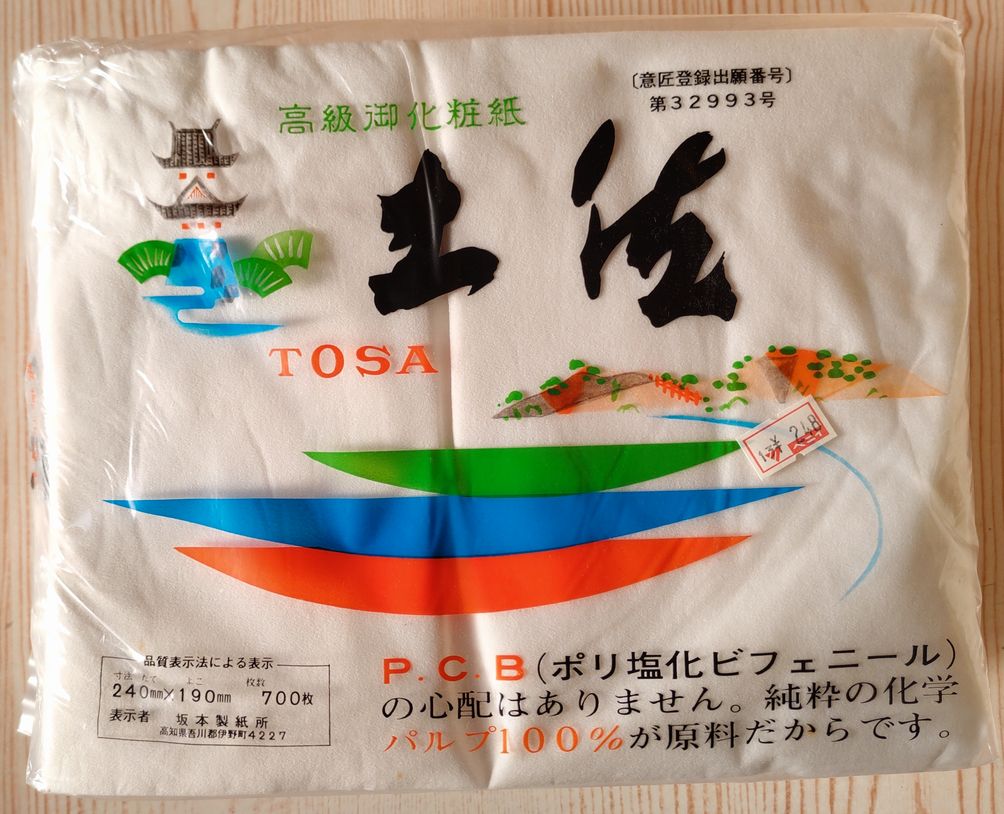 〔意匠登録出願番号〕
第32993号
高級御化粧紙
土佐
TOSA
248
品質表示法による表示
寸法 たて よこ 枚数
240mm×190mm 700枚
表示者 坂本製紙所
高知県吾川郡伊野町4227
P.C.B(ポリ塩化ビフェニール)
の心配はありません。純粋の化学
パルプ100%が原料だからです。